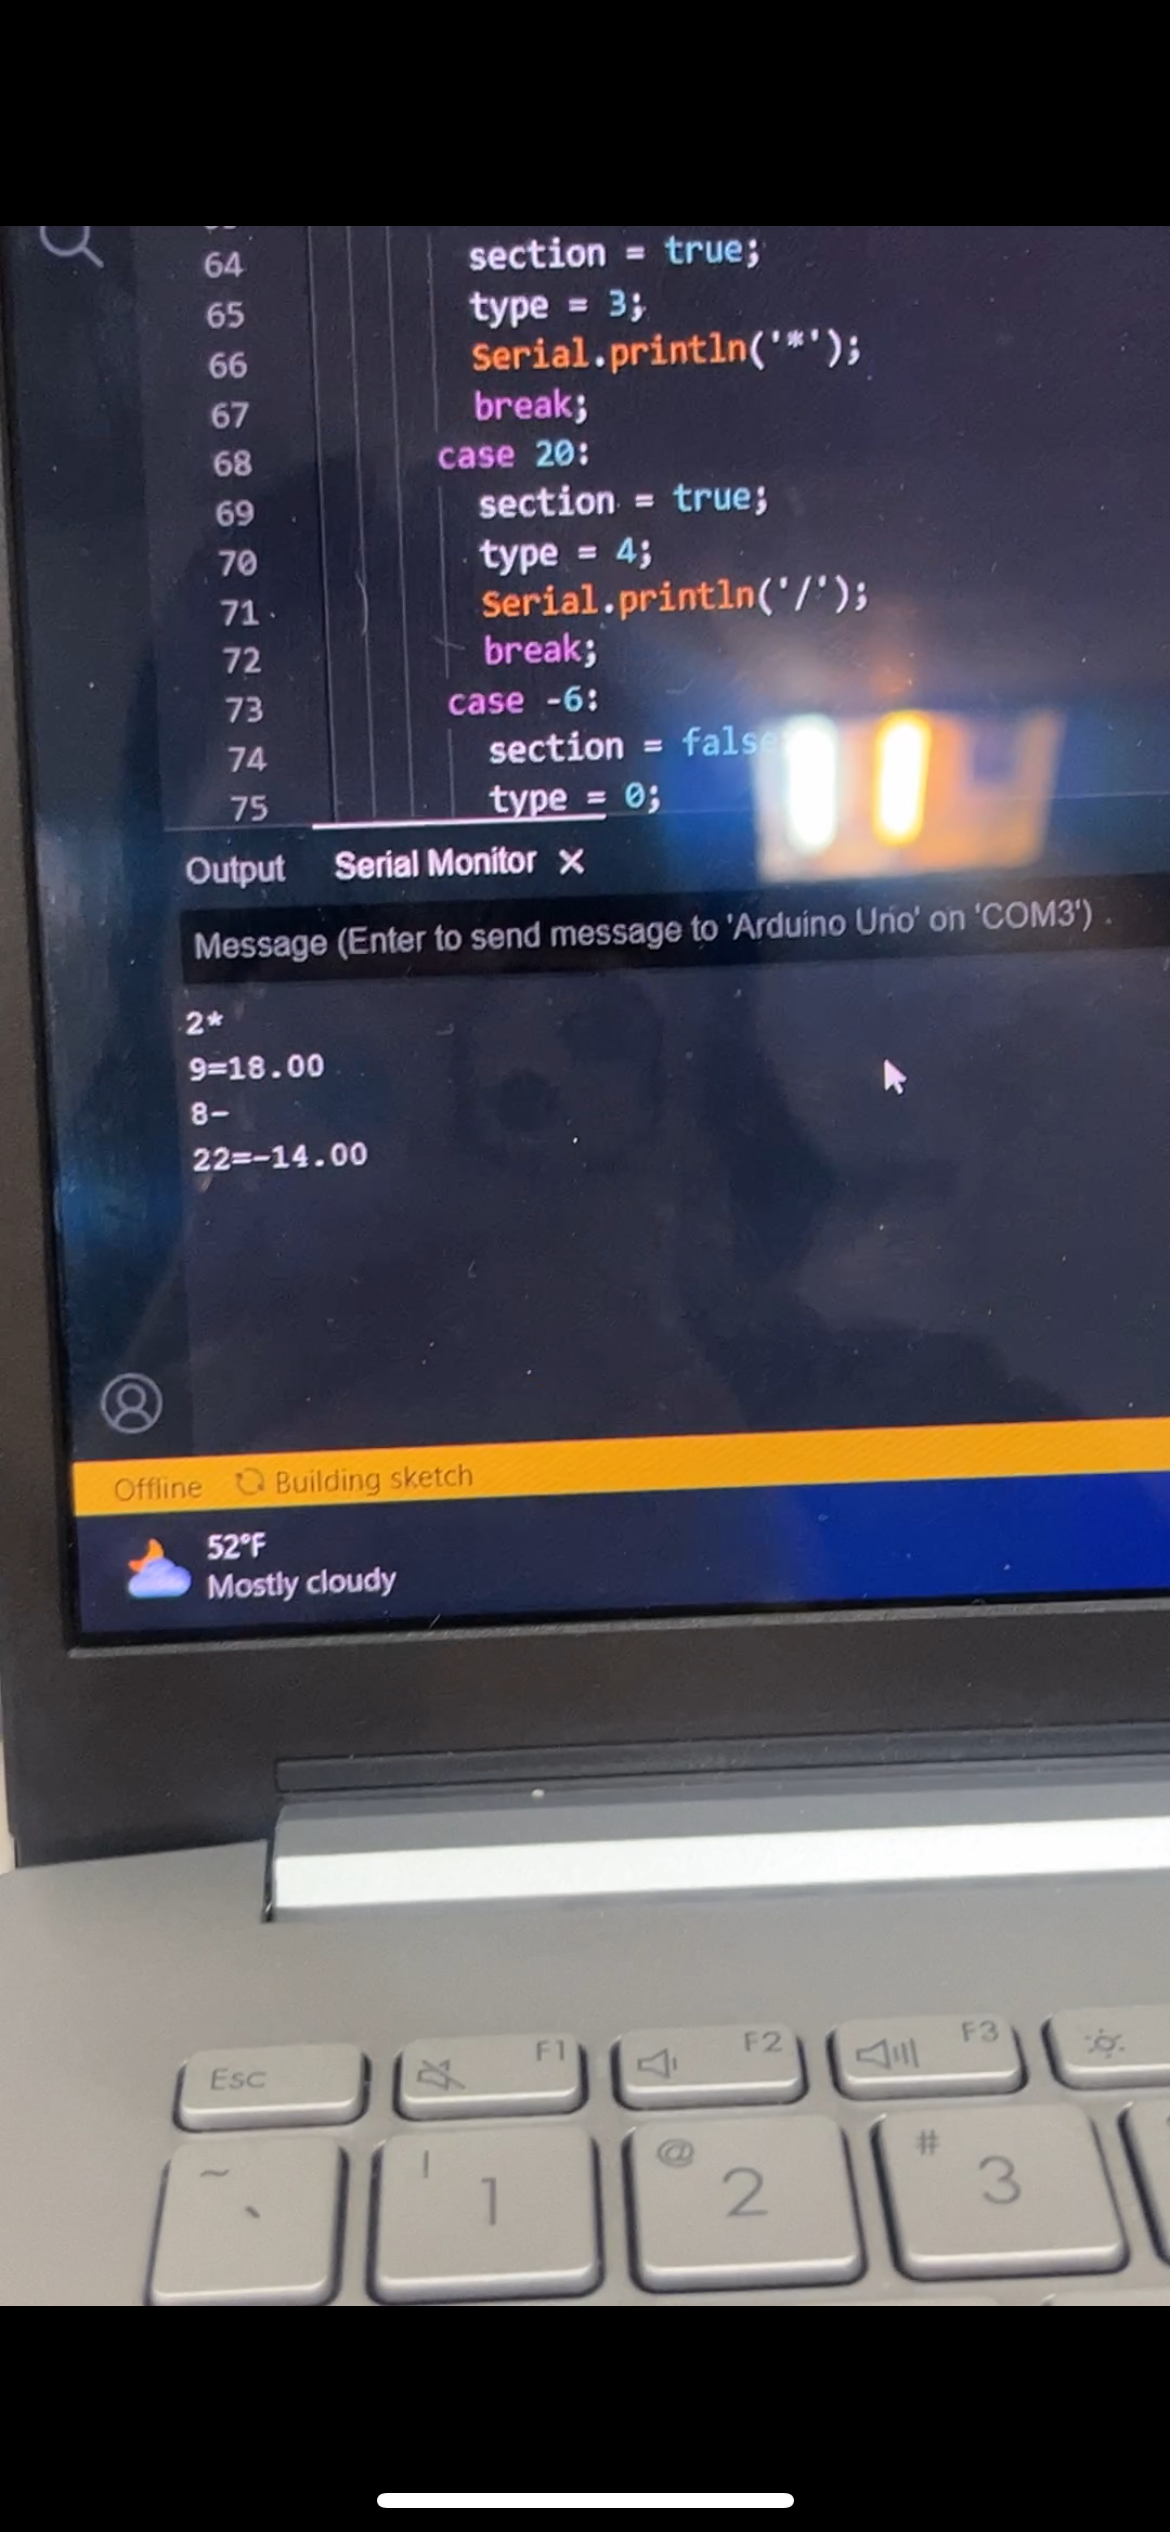 64 section = true;
65 type = 3;
66 Serial.println('*');
67 break;
68 case 20:
69 section = true;
70 type = 4;
71 Serial.println('/');
72 break;
73 case -6:
74 section = false
75 type = 0;
Output Serial Monitor X
Message (Enter to send message to 'Arduino Uno' on 'COM3')
2*
9=18.00
8-
22=-14.00
Offline Building sketch
52°F
Mostly cloudy
Esc F1 F2 F3
~ ! @ #
` 1 2 3